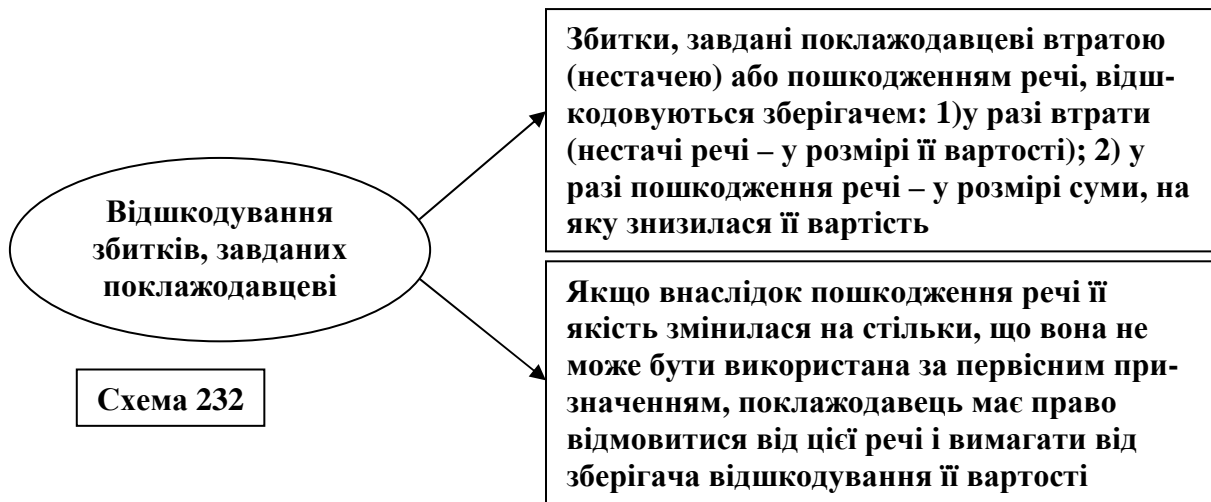 Збитки, завдані поклажодавцеві втратою
(нестачею) або пошкодженням речі, відш-
кодовуються зберігачем: 1)у разі втрати
(нестачі речі – у розмірі її вартості); 2) у
разі пошкодження речі – у розмірі суми, на
яку знизилася її вартість
Відшкодування
збитків, завданих
поклажодавцеві
Якщо внаслідок пошкодження речі її
якість змінилася на стільки, що вона не
може бути використана за первісним при-
значенням, поклажодавець має право
відмовитися від цієї речі і вимагати від
зберігача відшкодування її вартості
Схема 232